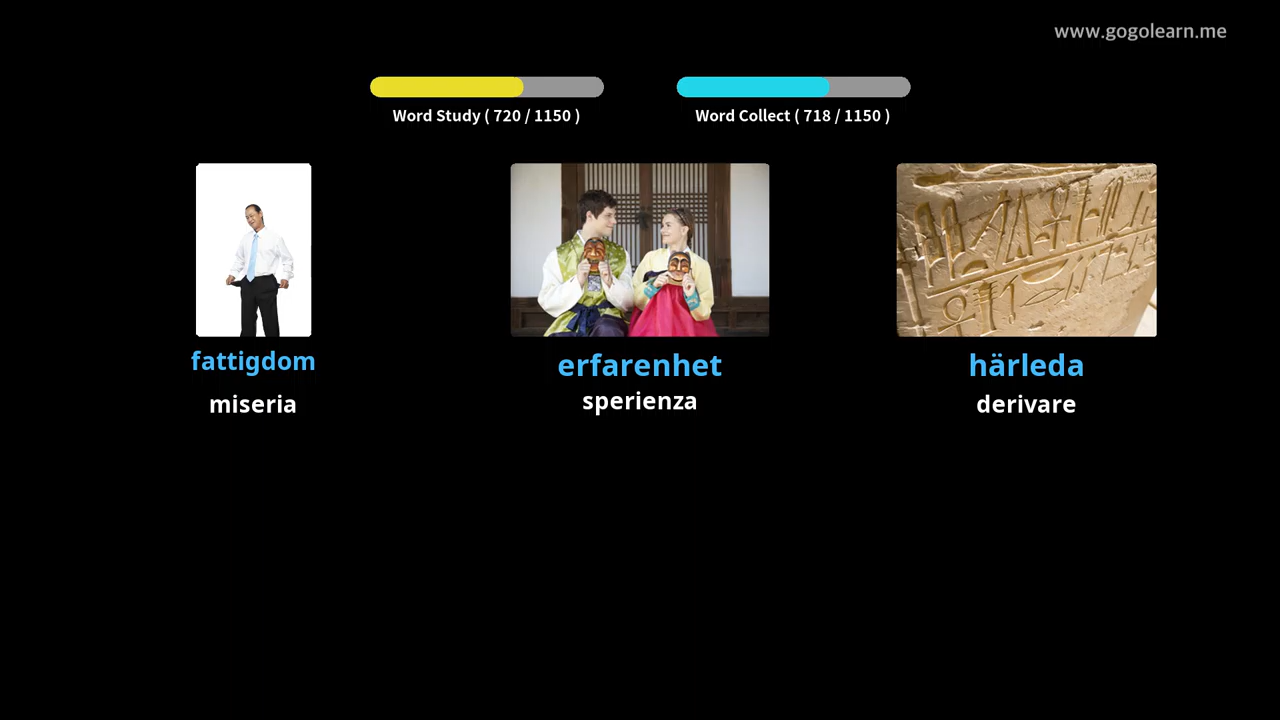 www.gogolearn.me
Word Study ( 720 / 1150 )
Word Collect ( 718 / 1150 )
fattigdom
erfarenhet
härleda
miseria
sperienza
derivare